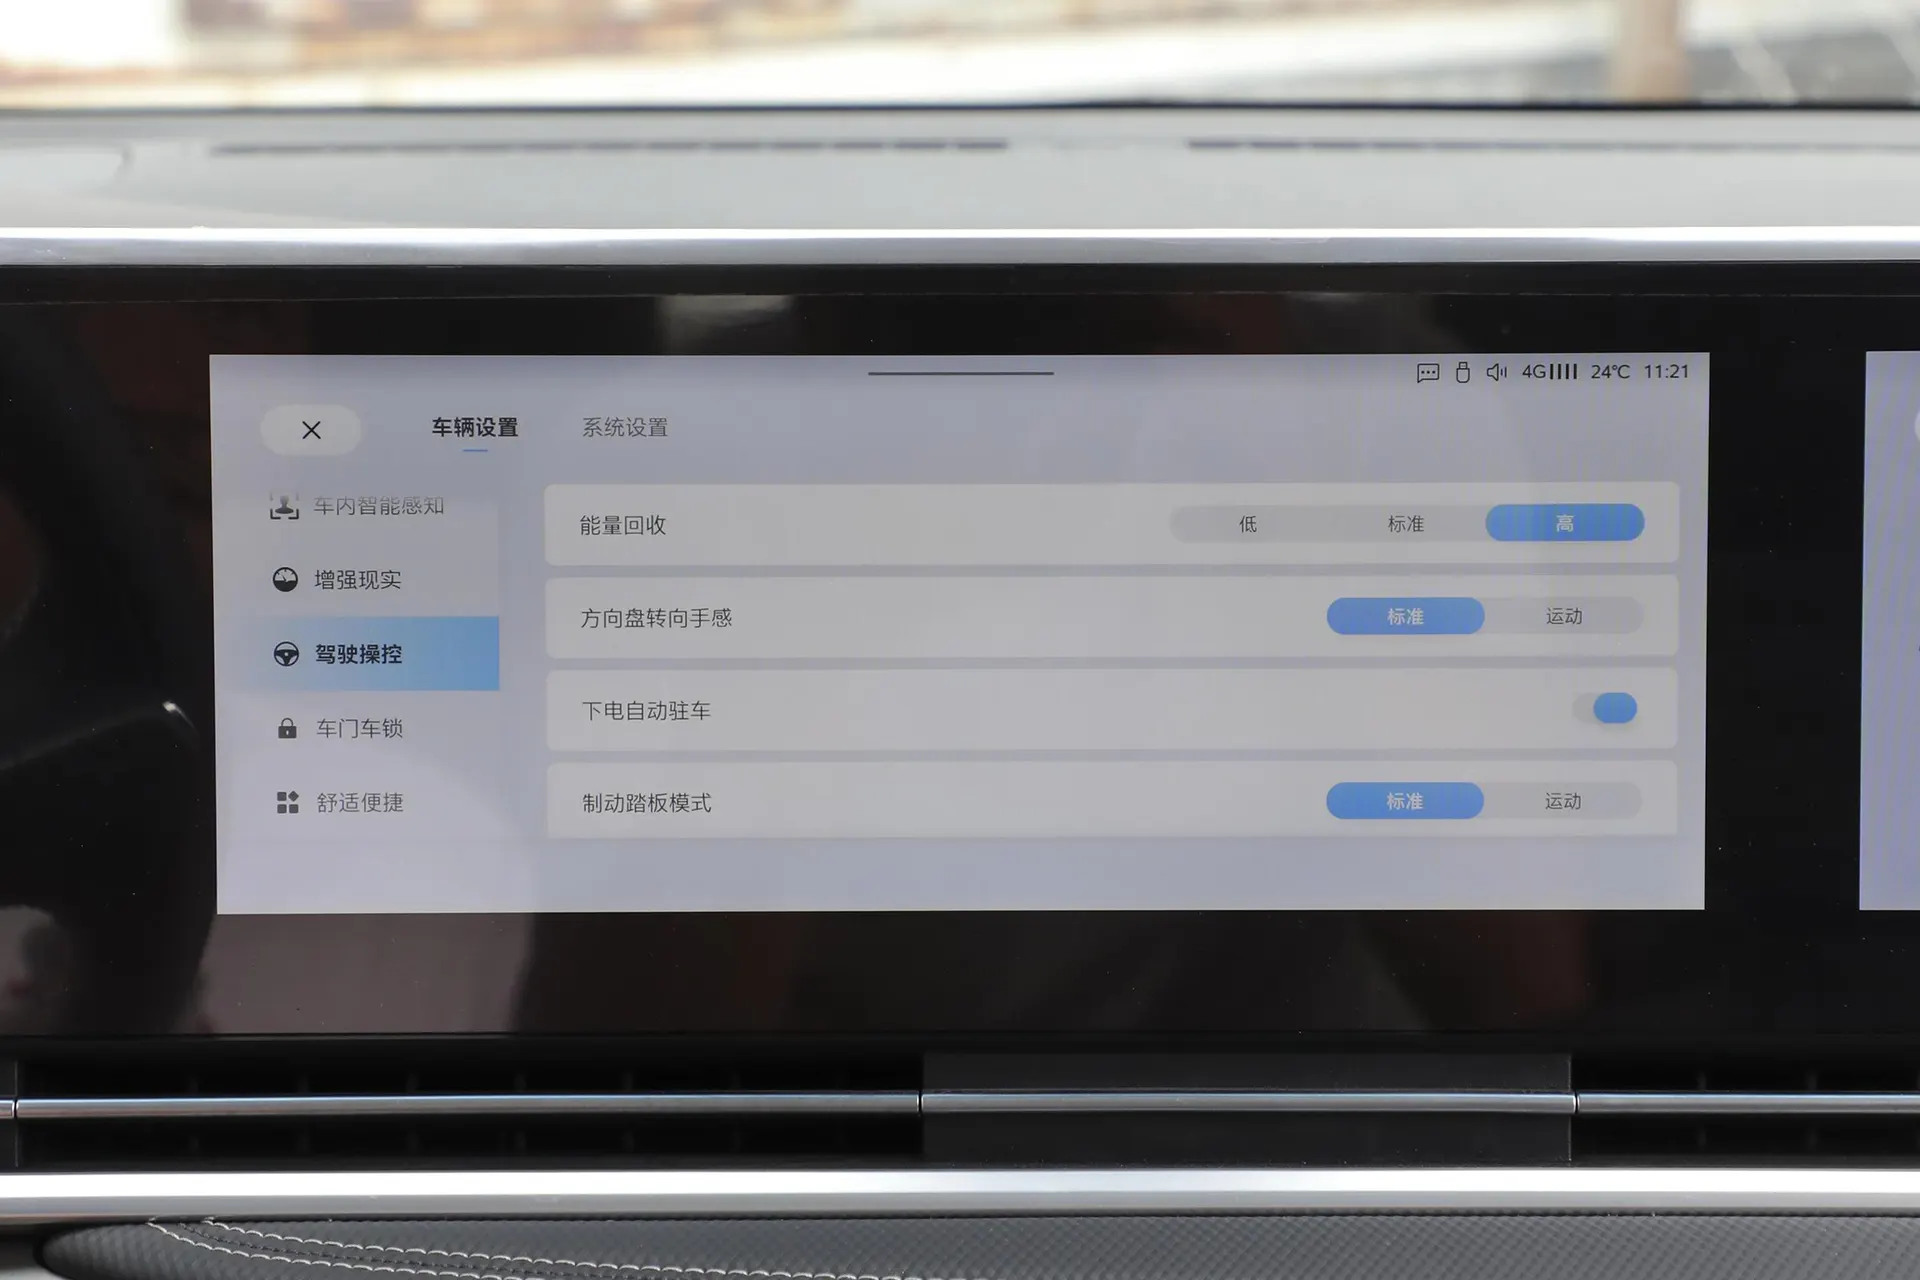 4G 24℃ 11:21
车辆设置 系统设置
车内智能感知
增强现实
驾驶操控
车门车锁
舒适便捷
能量回收 低 标准 高
方向盘转向手感 标准 运动
下电自动驻车
制动踏板模式 标准 运动